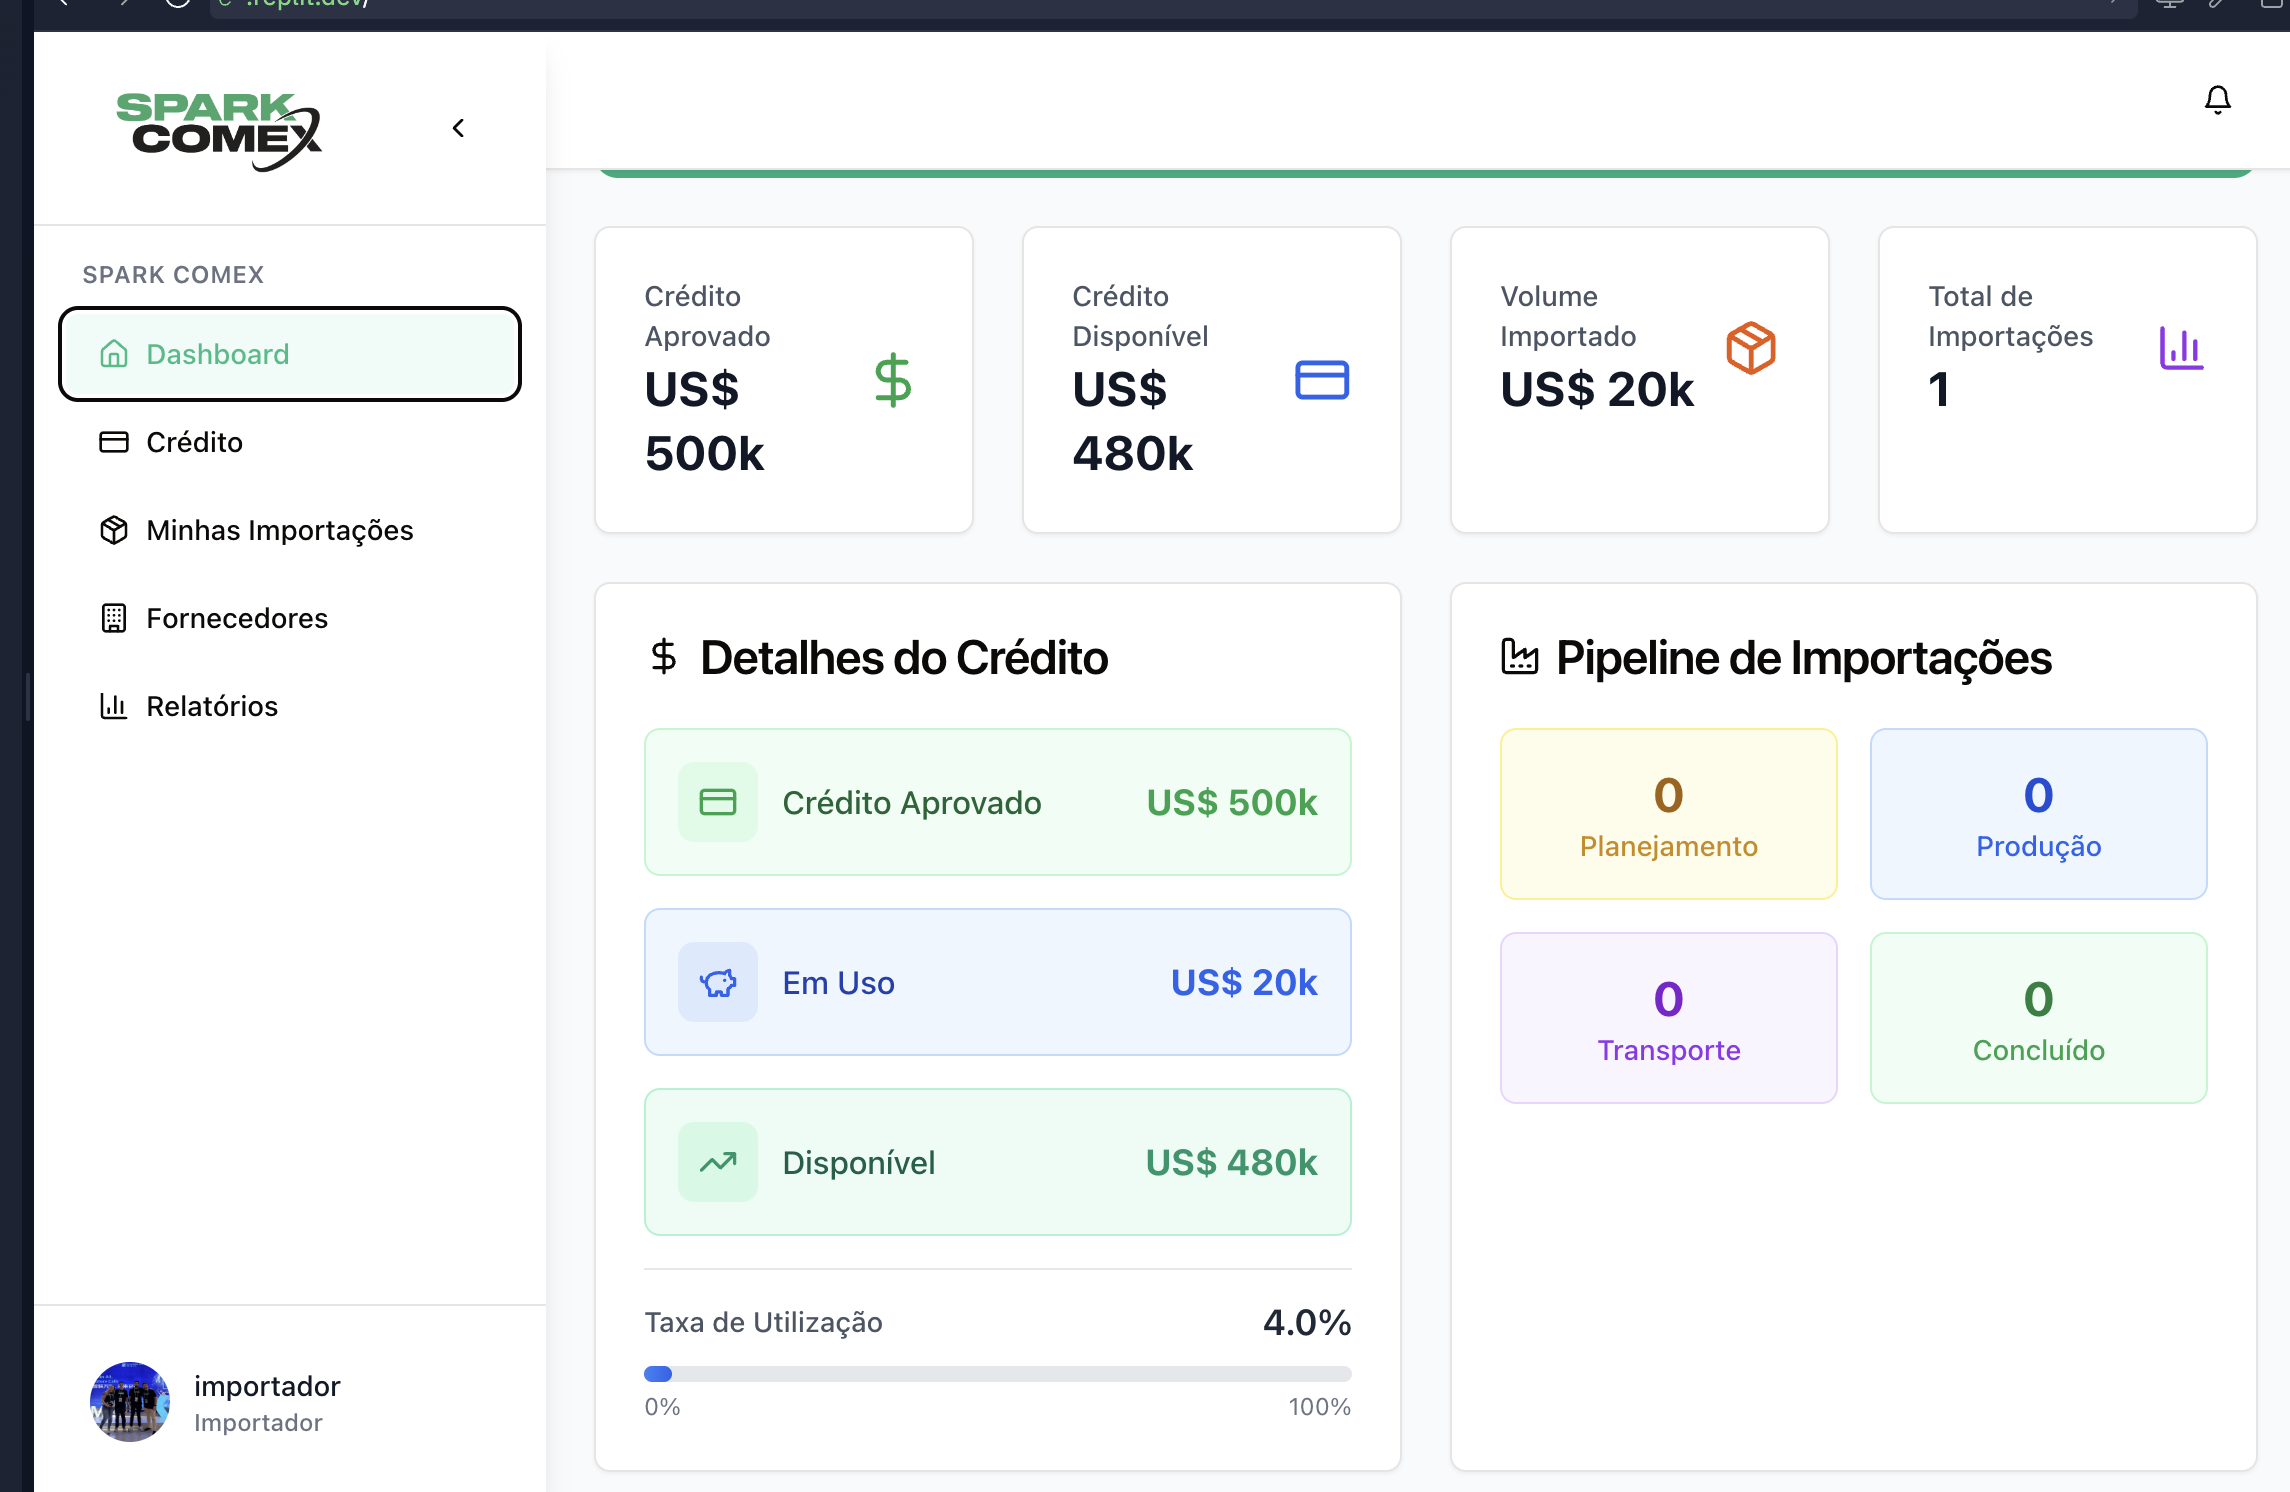 .replit.dev/
SPARK
COMEX
SPARK COMEX
Dashboard
Crédito
Minhas Importações
Fornecedores
Relatórios
importador
Importador
Crédito
Aprovado
US$
500k
Crédito
Disponível
US$
480k
Volume
Importado
US$ 20k
Total de
Importações
1
Detalhes do Crédito
Crédito Aprovado
US$ 500k
Em Uso
US$ 20k
Disponível
US$ 480k
Taxa de Utilização
4.0%
0%
100%
Pipeline de Importações
0
Planejamento
0
Produção
0
Transporte
0
Concluído